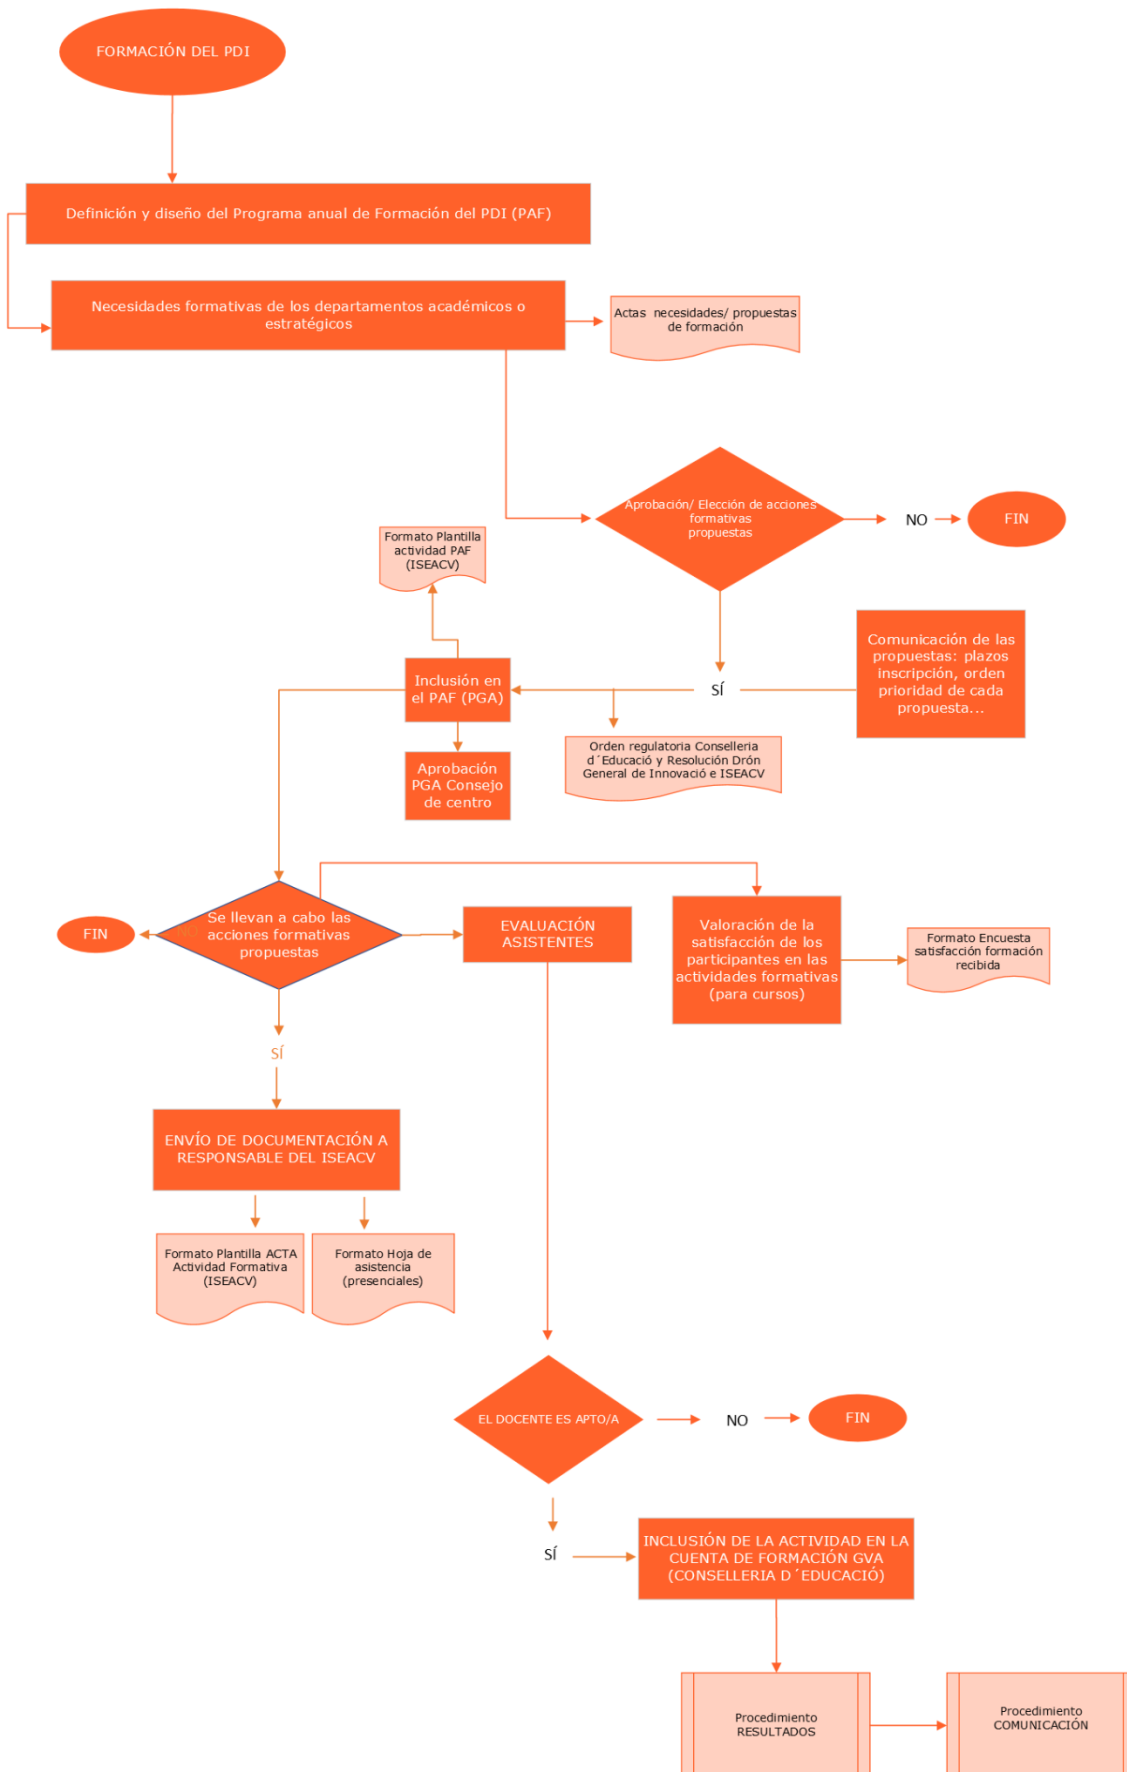 FORMACIÓN DEL PDI
Definición y diseño del Programa anual de Formación del PDI (PAF)
Necesidades formativas de los departamentos académicos o
estratégicos
Actas necesidades/ propuestas
de formación
Aprobación/ Elección de acciones
formativas
propuestas
NO
FIN
Formato Plantilla
actividad PAF
(ISEACV)
Comunicación de las
propuestas: plazos
inscripción, orden
prioridad de cada
propuesta...
Inclusión en
el PAF (PGA)
SÍ
Orden regulatoria Conselleria
d´Educació y Resolución Drón
General de Innovació e ISEACV
Aprobación
PGA Consejo
de centro
FIN
NO
Se llevan a cabo las
acciones formativas
propuestas
EVALUACIÓN
ASISTENTES
Valoración de la
satisfacción de los
participantes en las
actividades formativas
(para cursos)
Formato Encuesta
satisfacción formación
recibida
SÍ
ENVÍO DE DOCUMENTACIÓN A
RESPONSABLE DEL ISEACV
Formato Plantilla ACTA
Actividad Formativa
(ISEACV)
Formato Hoja de
asistencia
(presenciales)
EL DOCENTE ES APTO/A
NO
FIN
SÍ
INCLUSIÓN DE LA ACTIVIDAD EN LA
CUENTA DE FORMACIÓN GVA
(CONSELLERIA D´EDUCACIÓ)
Procedimiento
RESULTADOS
Procedimiento
COMUNICACIÓN